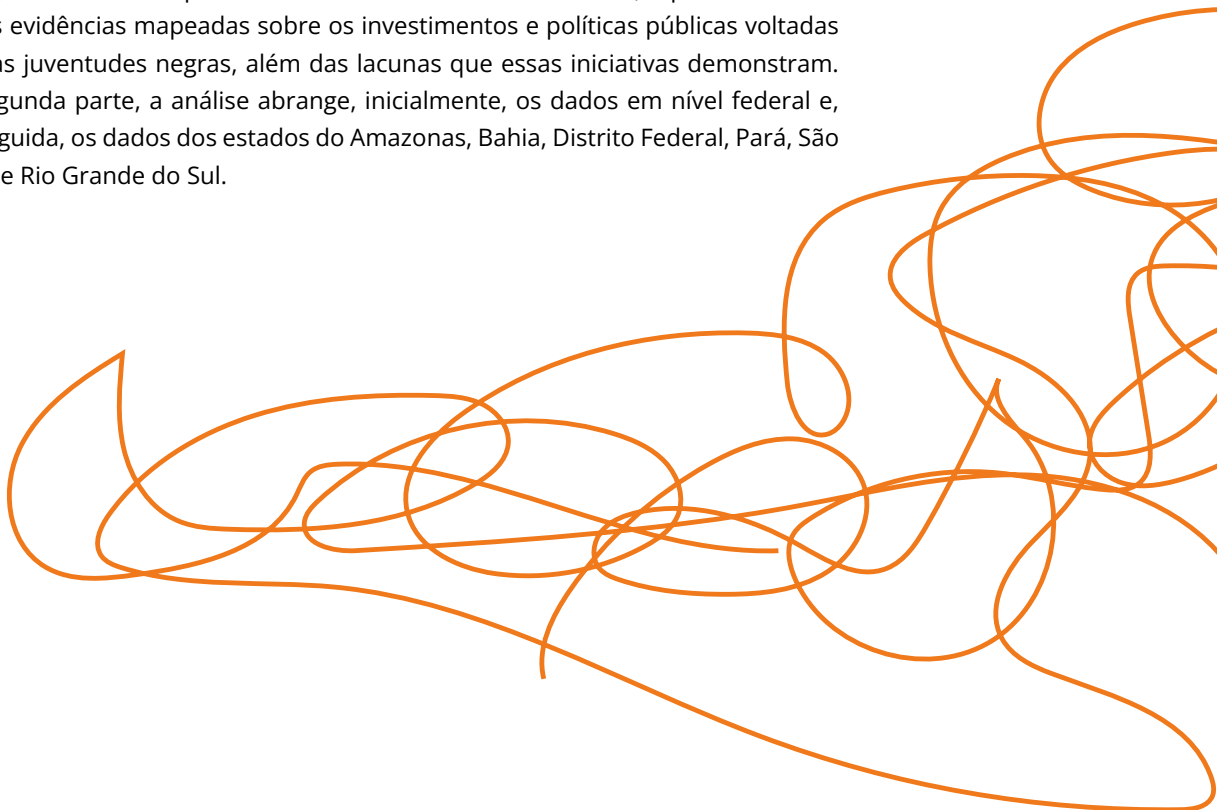 s evidências mapeadas sobre os investimentos e políticas públicas voltadas
as juventudes negras, além das lacunas que essas iniciativas demonstram.
gunda parte, a análise abrange, inicialmente, os dados em nível federal e,
guida, os dados dos estados do Amazonas, Bahia, Distrito Federal, Pará, São
e Rio Grande do Sul.